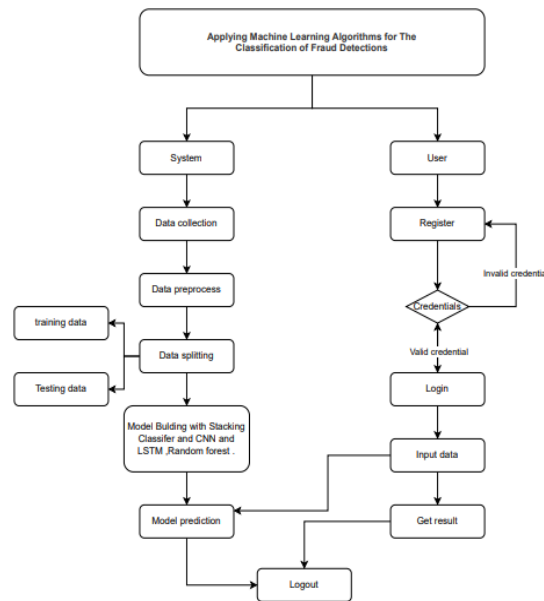 Applying Machine Learning Algorithms for The
Classification of Fraud Detections
System
User
Data collection
Register
Invalid credential
Data preprocess
Credentials
training data
Data splitting
Valid credential
Testing data
Login
Model Bulding with Stacking
Classifer and CNN and
LSTM ,Random forest .
Input data
Model prediction
Get result
Logout